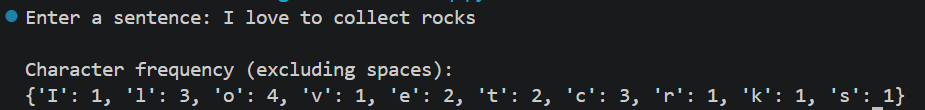 Enter a sentence: I love to collect rocks
Character frequency (excluding spaces):
{'I': 1, 'l': 3, 'o': 4, 'v': 1, 'e': 2, 't': 2, 'c': 3, 'r': 1, 'k': 1, 's': 1}